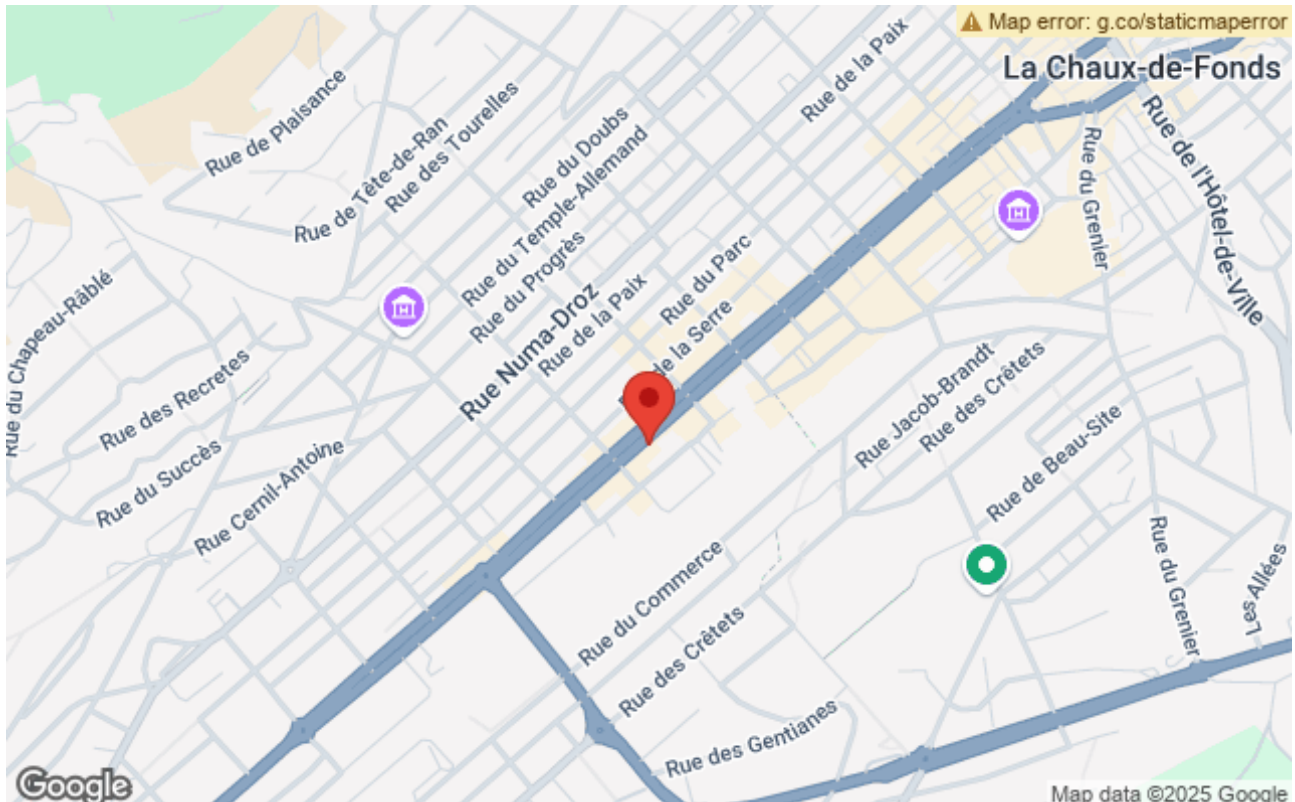 Map error: g.co/staticmaperror
La Chaux-de-Fonds
Rue de la Paix
Rue de Plaisance
Rue de Tête-de-Ran
Rue des Tourelles
Rue du Doubs
Rue du Temple-Allemand
Rue du Progrès
Rue Numa-Droz
Rue de la Paix
Rue du Parc
de la Serre
Rue du Grenier
Rue de l'Hôtel-de-Ville
Rue du Chapeau-Râblé
Rue des Recretes
Rue du Succès
Rue Cernil-Antoine
Rue Jacob-Brandt
Rue des Crêtets
Rue de Beau-Site
Rue du Commerce
Rue des Crêtets
Rue des Gentianes
Rue du Grenier
Les Allées
Google
Map data ©2025 Google